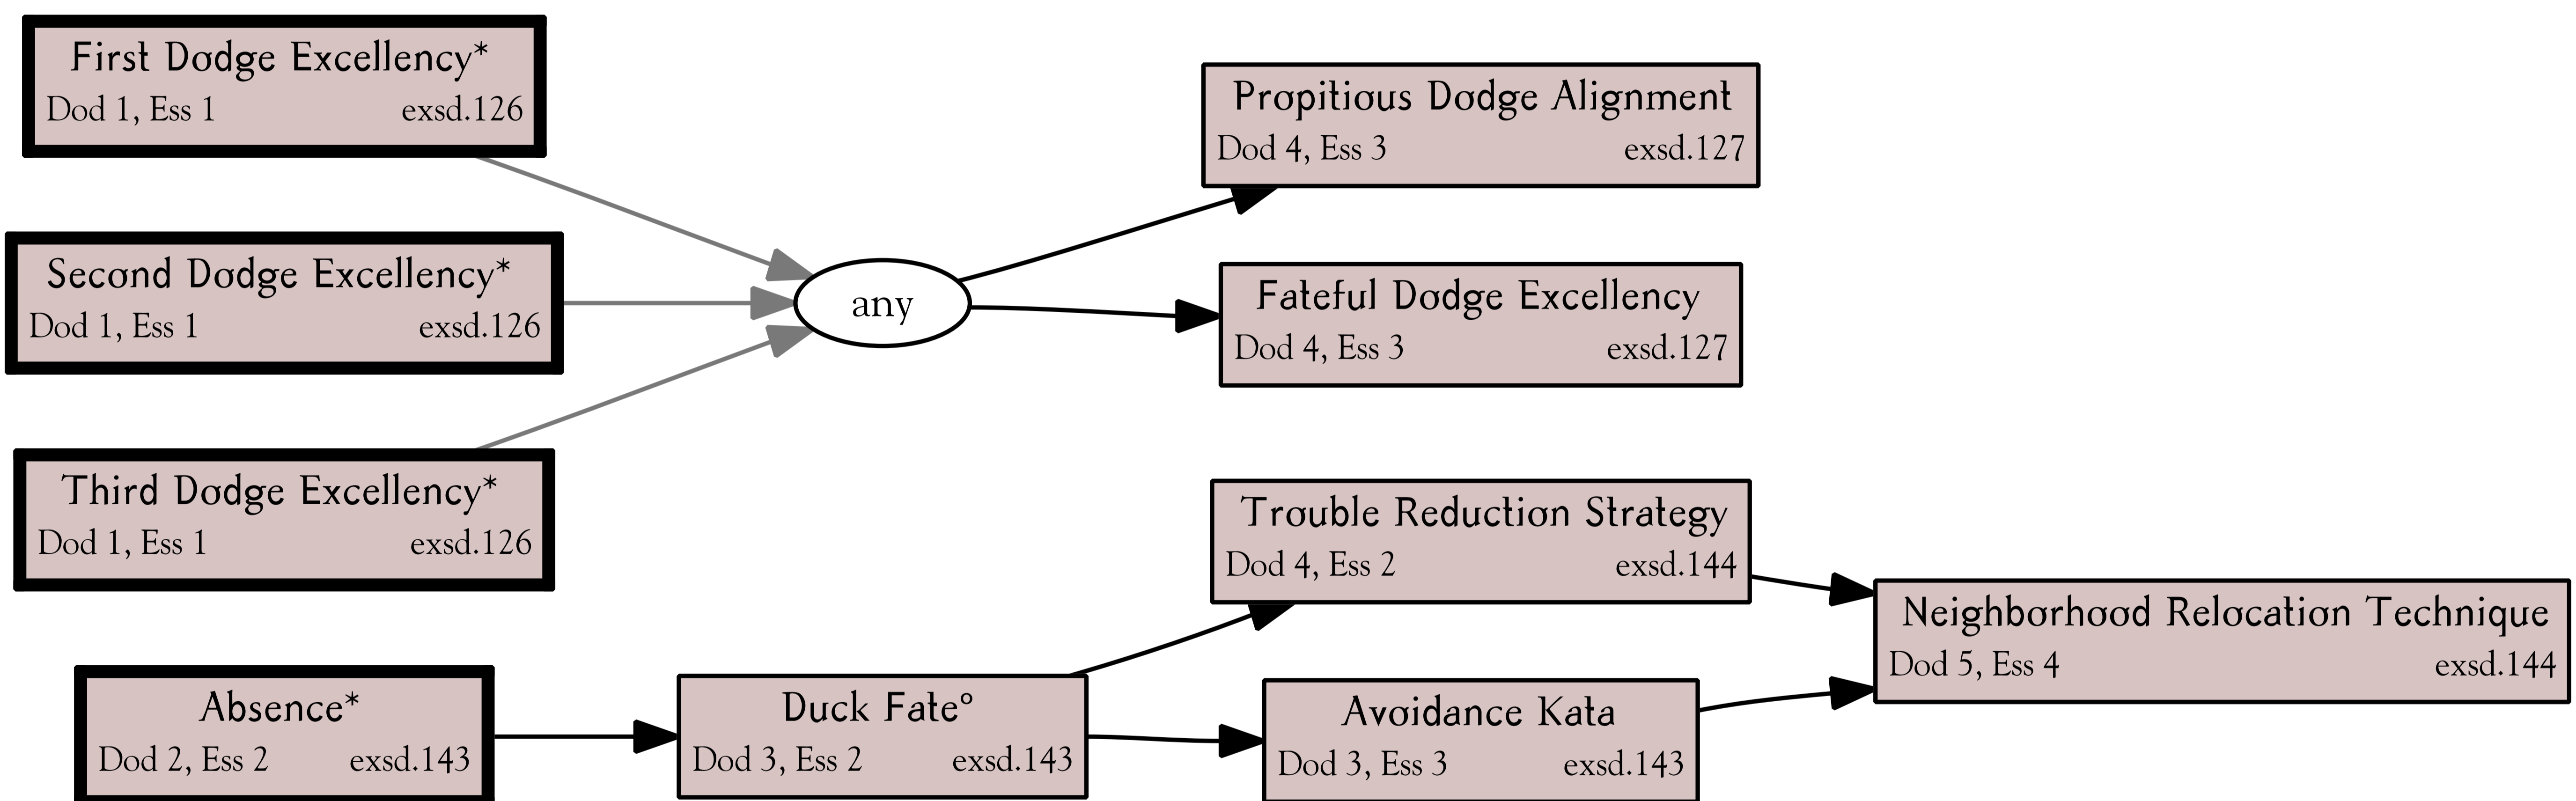 First Dodge Excellency*
Dod 1, Ess 1 exsd.126
Second Dodge Excellency*
Dod 1, Ess 1 exsd.126
Third Dodge Excellency*
Dod 1, Ess 1 exsd.126
any
Propitious Dodge Alignment
Dod 4, Ess 3 exsd.127
Fateful Dodge Excellency
Dod 4, Ess 3 exsd.127
Absence*
Dod 2, Ess 2 exsd.143
Duck Fate°
Dod 3, Ess 2 exsd.143
Trouble Reduction Strategy
Dod 4, Ess 2 exsd.144
Avoidance Kata
Dod 3, Ess 3 exsd.143
Neighborhood Relocation Technique
Dod 5, Ess 4 exsd.144